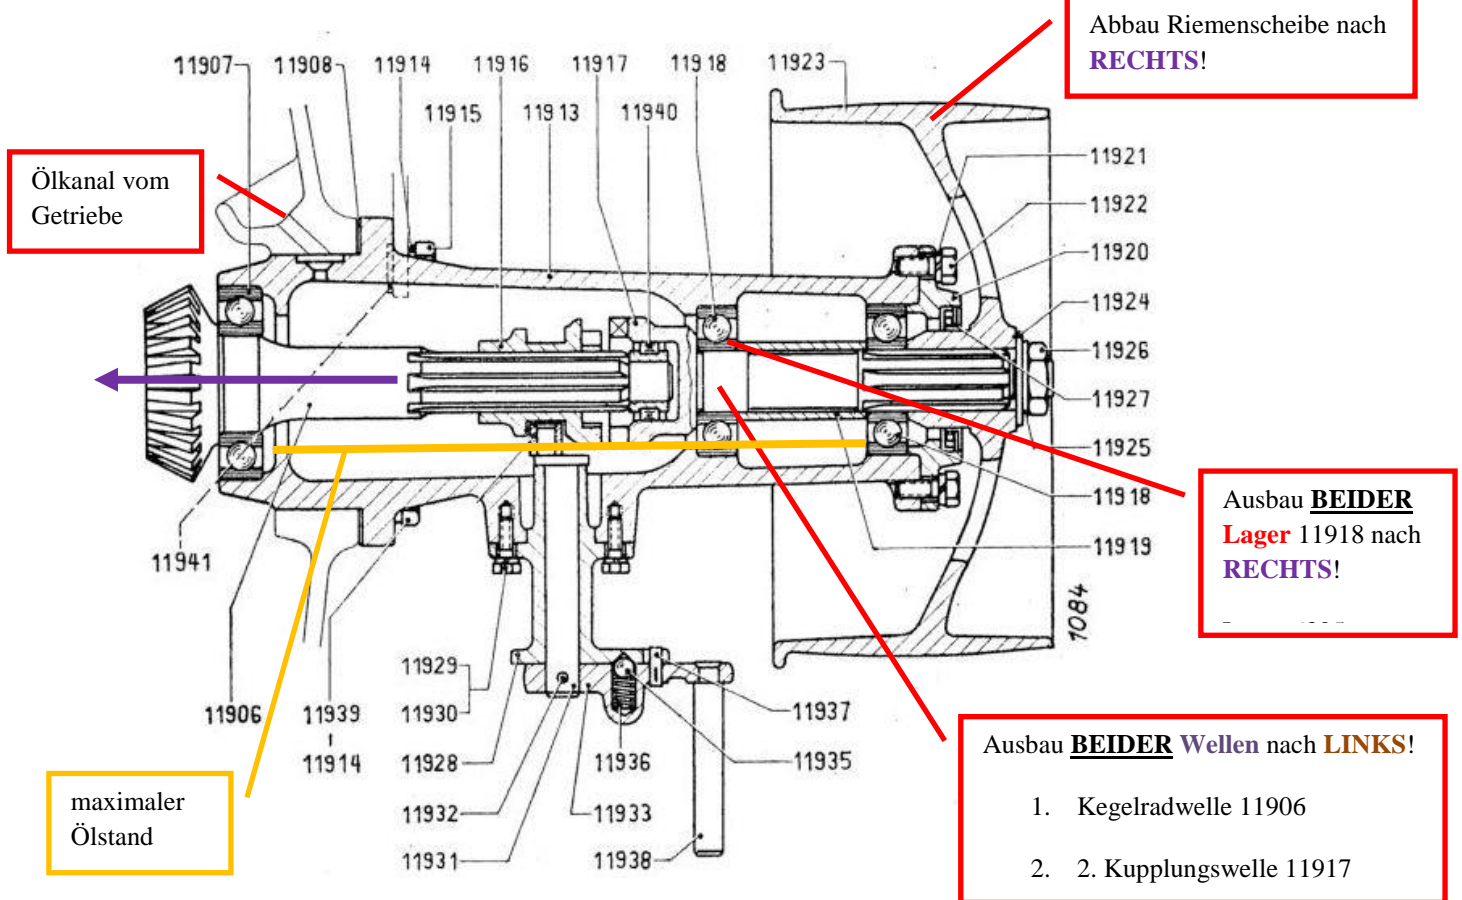 Abbau Riemenscheibe nach
RECHTS!
11907
11908
11914
11916
11917
11918
11923
11915
11913
11940
11921
Ölkanal vom
Getriebe
11922
11920
11924
11926
11927
11925
11918
Ausbau BEIDER
Lager 11918 nach
RECHTS!
11919
11941
1084
11929
11906
11939
11930
11937
11914
11928
11936
11935
Ausbau BEIDER Wellen nach LINKS!
1. Kegelradwelle 11906
2. 2. Kupplungswelle 11917
maximaler
Ölstand
11932
11933
11931
11938